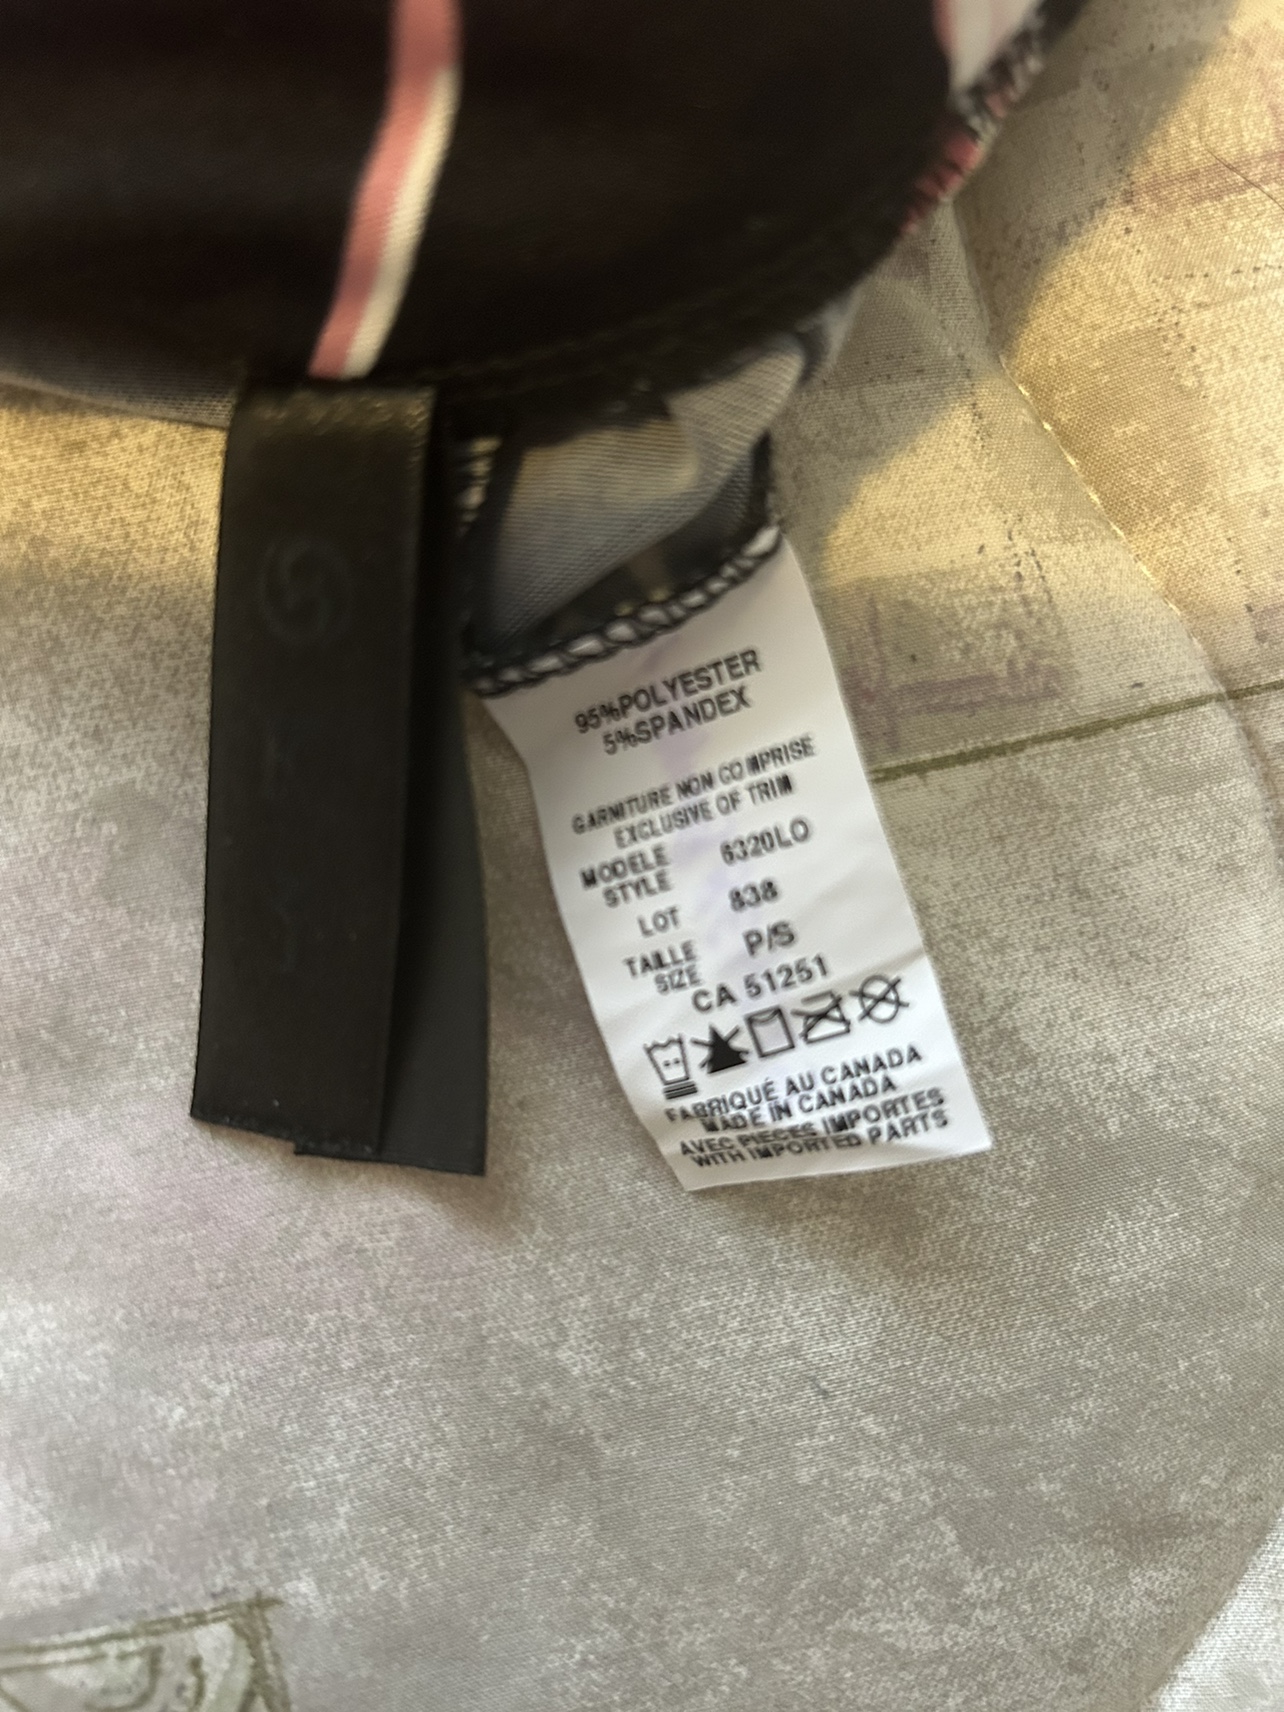 95%POLYESTER
5%SPANDEX
GARNITURE NON COMPRISE
EXCLUSIVE OF TRIM
MODELE
STYLE 6320LO
LOT 838
TAILLE
SIZE P/S
CA 51251
FABRIQUÉ AU CANADA
MADE IN CANADA
AVEC PIECES IMPORTES
WITH IMPORTED PARTS